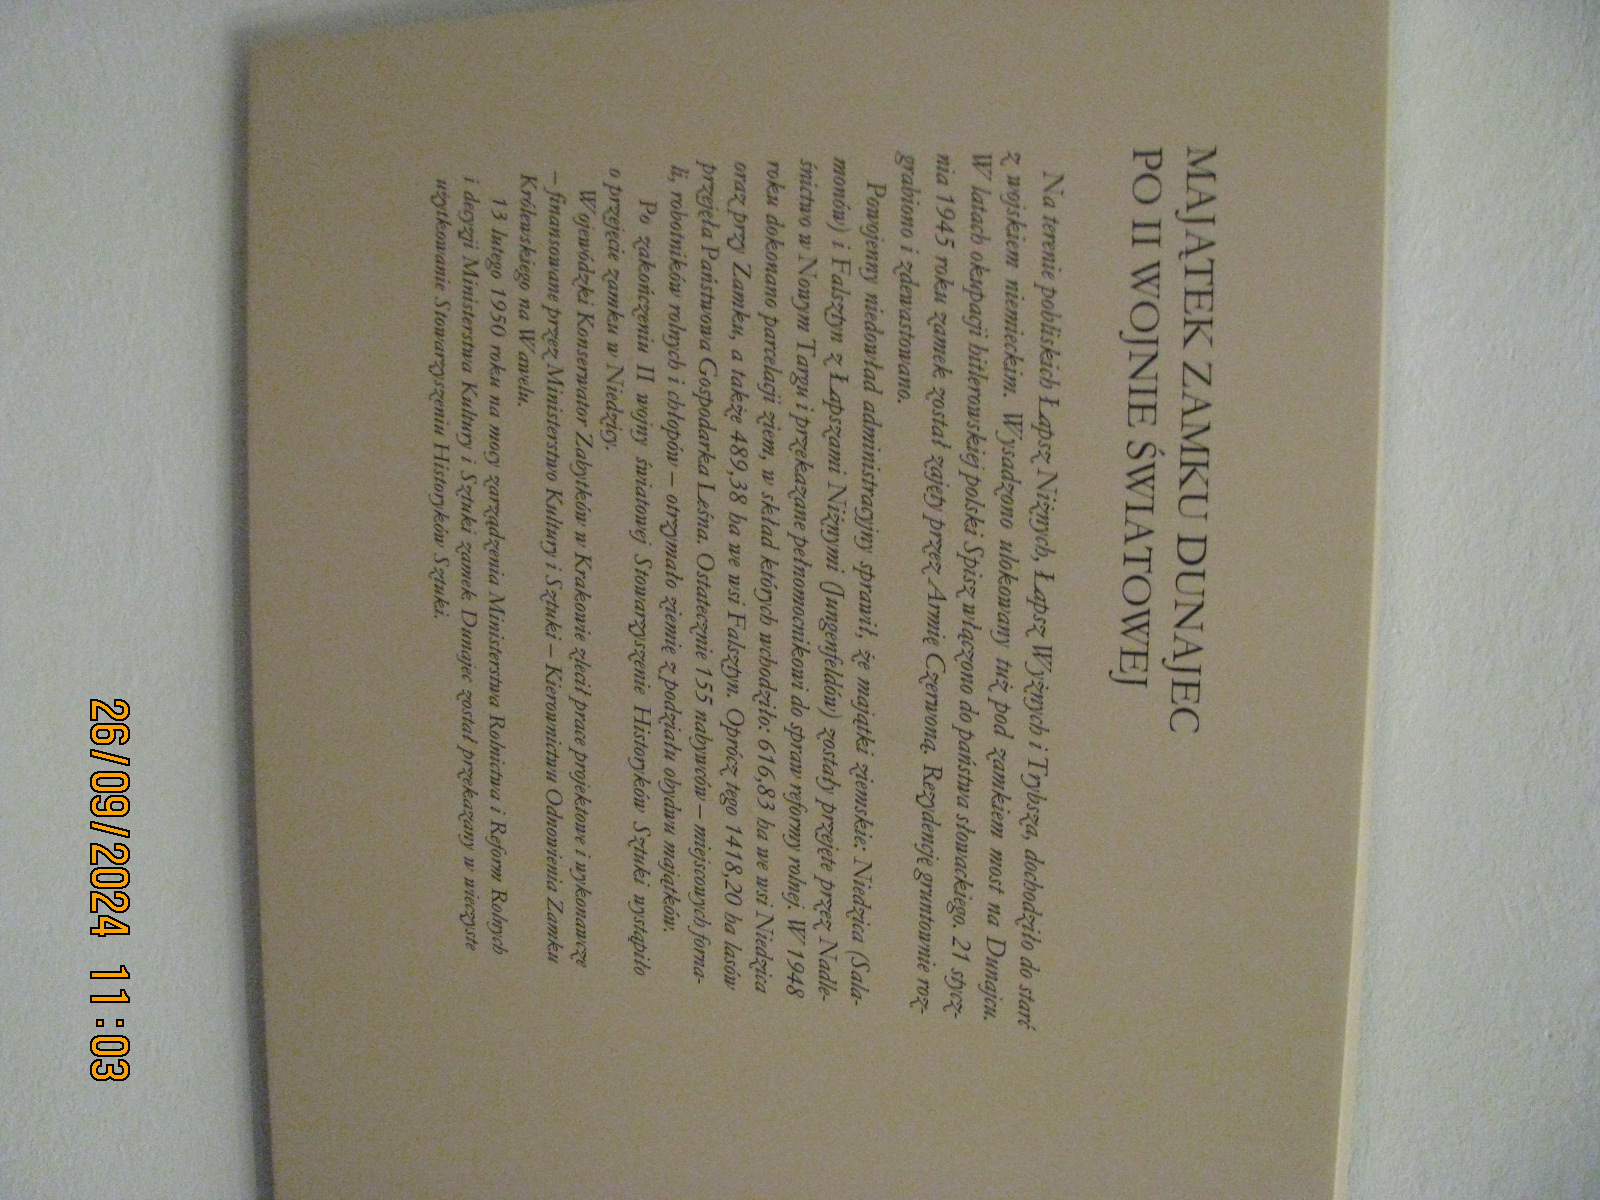 MAJĄTEK ZAMKU DUNAJEC
PO II WOJNIE ŚWIATOWEJ
Na terenie pobliskich Łapsz Niżnych, Łapsz Wyżnych i Trybsza, dochodziło do starć
z wojskiem niemieckim. Wysadzono ulokowany tuż pod zamkiem most na Dunajcu.
W latach okupacji hitlerowskiej polski Spisz włączono do państwa słowackiego. 21 stycz-
nia 1945 roku zamek został zajęty przez Armię Czerwoną. Rezydencję gruntownie roz-
grabiono i zdewastowano.
Powojenny niedowład administracyjny sprawił, że majątki ziemskie: Niedzica (Sala-
monów) i Falsztyn z Łapszami Niżnymi (Jungenfeldów) zostały przejęte przez Nadle-
śnictwo w Nowym Targu i przekazane pełnomocnikowi do spraw reformy rolnej. W 1948
roku dokonano parcelacji ziem, w skład których wchodziło: 616,83 ha we wsi Niedzica
oraz przy Zamku, a także 489,38 ha we wsi Falsztyn. Oprócz tego 1418,20 ha lasów
przejęła Państwowa Gospodarka Leśna. Ostatecznie 155 nabywców – miejscowych forna-
li, robotników rolnych i chłopów – otrzymało ziemię z podziału obydwu majątków.
Po zakończeniu II wojny światowej Stowarzyszenie Historyków Sztuki wystąpiło
o przejęcie zamku w Niedzicy.
Wojewódzki Konserwator Zabytków w Krakowie zlecił prace projektowe i wykonawcze
– finansowane przez Ministerstwo Kultury i Sztuki – Kierownictwu Odnowienia Zamku
Królewskiego na Wawelu.
13 lutego 1950 roku na mocy zarządzenia Ministerstwa Rolnictwa i Reform Rolnych
i decyzji Ministerstwa Kultury i Sztuki zamek Dunajec został przekazany w wieczyste
użytkowanie Stowarzyszeniu Historyków Sztuki.
26/09/2024 11:03